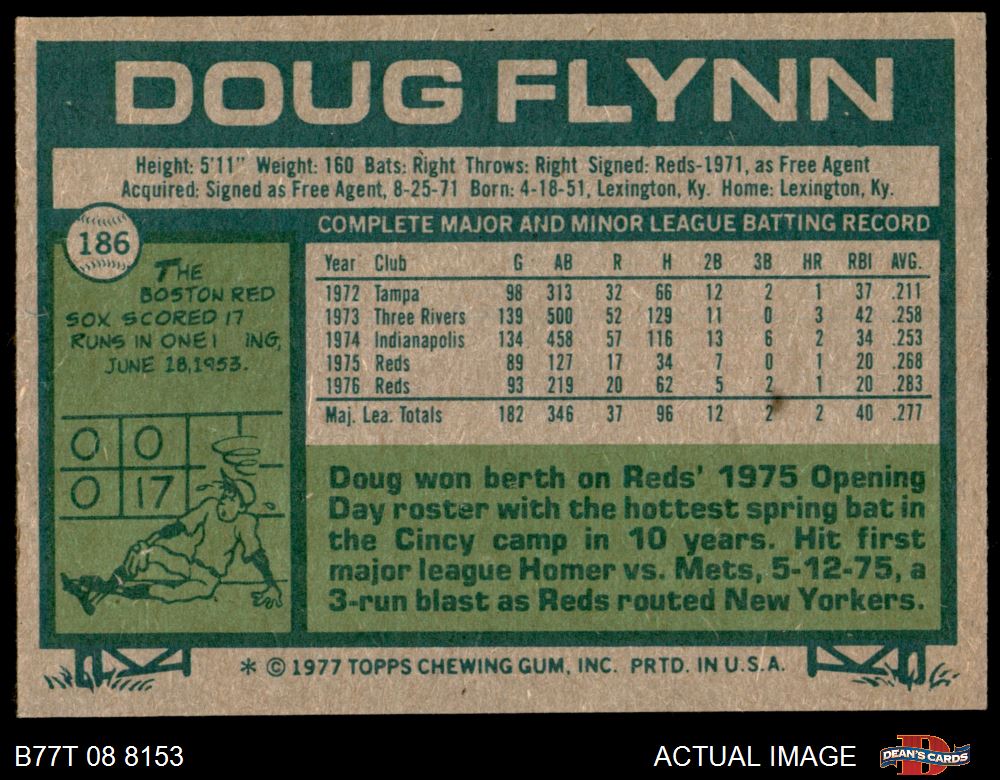 DOUG FLYNN
Height: 5'11" Weight: 160 Bats: Right Throws: Right Signed: Reds-1971, as Free Agent
Acquired: Signed as Free Agent, 8-25-71 Born: 4-18-51, Lexington, Ky. Home: Lexington, Ky.
186
THE
BOSTON RED
SOX SCORED 17
RUNS IN ONE I ING,
JUNE 18, 1953.
0 0
0 17
COMPLETE MAJOR AND MINOR LEAGUE BATTING RECORD
Year Club G AB R H 2B 3B HR RBI AVG.
1972 Tampa 98 313 32 66 12 2 1 37 .211
1973 Three Rivers 139 500 52 129 11 0 3 42 .258
1974 Indianapolis 134 458 57 116 13 6 2 34 .253
1975 Reds 89 127 17 34 7 0 1 20 .268
1976 Reds 93 219 20 62 5 2 1 20 .283
Maj. Lea. Totals 182 346 37 96 12 2 2 40 .277
Doug won berth on Reds' 1975 Opening
Day roster with the hottest spring bat in
the Cincy camp in 10 years. Hit first
major league Homer vs. Mets, 5-12-75, a
3-run blast as Reds routed New Yorkers.
* © 1977 TOPPS CHEWING GUM, INC. PRTD. IN U.S.A.
B77T 08 8153
ACTUAL IMAGE
D
DEAN'S CARDS